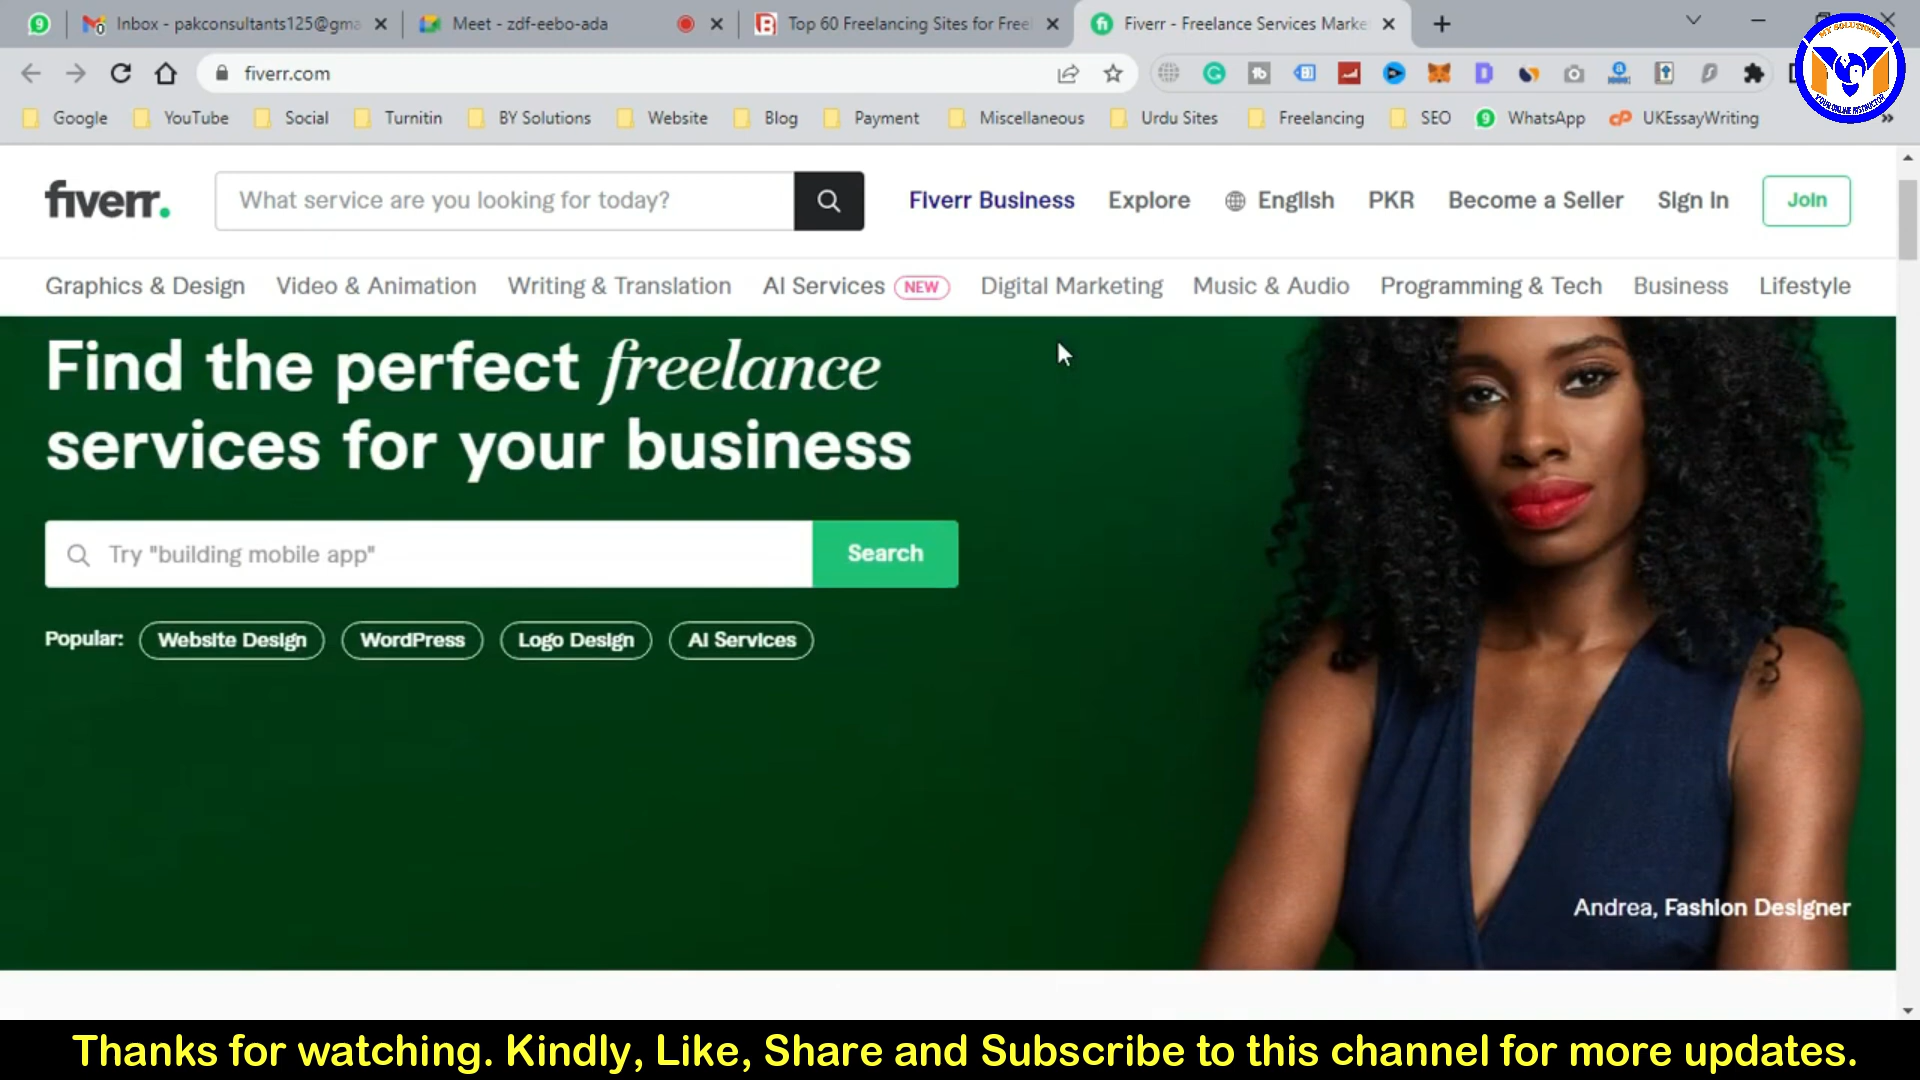 Inbox - pakconsultants125@gma
Meet - zdf-eebo-ada
Top 60 Freelancing Sites for Free
Fiverr - Freelance Services Marke
fiverr.com
Google
YouTube
Social
Turnitin
BY Solutions
Website
Blog
Payment
Miscellaneous
Urdu Sites
Freelancing
SEO
WhatsApp
UKEssayWriting
MY SOLUTIONS
YOUR ONLINE INSTRUCTOR
fiverr.
What service are you looking for today?
Fiverr Business
Explore
English
PKR
Become a Seller
Sign In
Join
Graphics & Design
Video & Animation
Writing & Translation
AI Services NEW
Digital Marketing
Music & Audio
Programming & Tech
Business
Lifestyle
Find the perfect freelance
services for your business
Try "building mobile app"
Search
Popular:
Website Design
WordPress
Logo Design
AI Services
Andrea, Fashion Designer
Thanks for watching. Kindly, Like, Share and Subscribe to this channel for more updates.